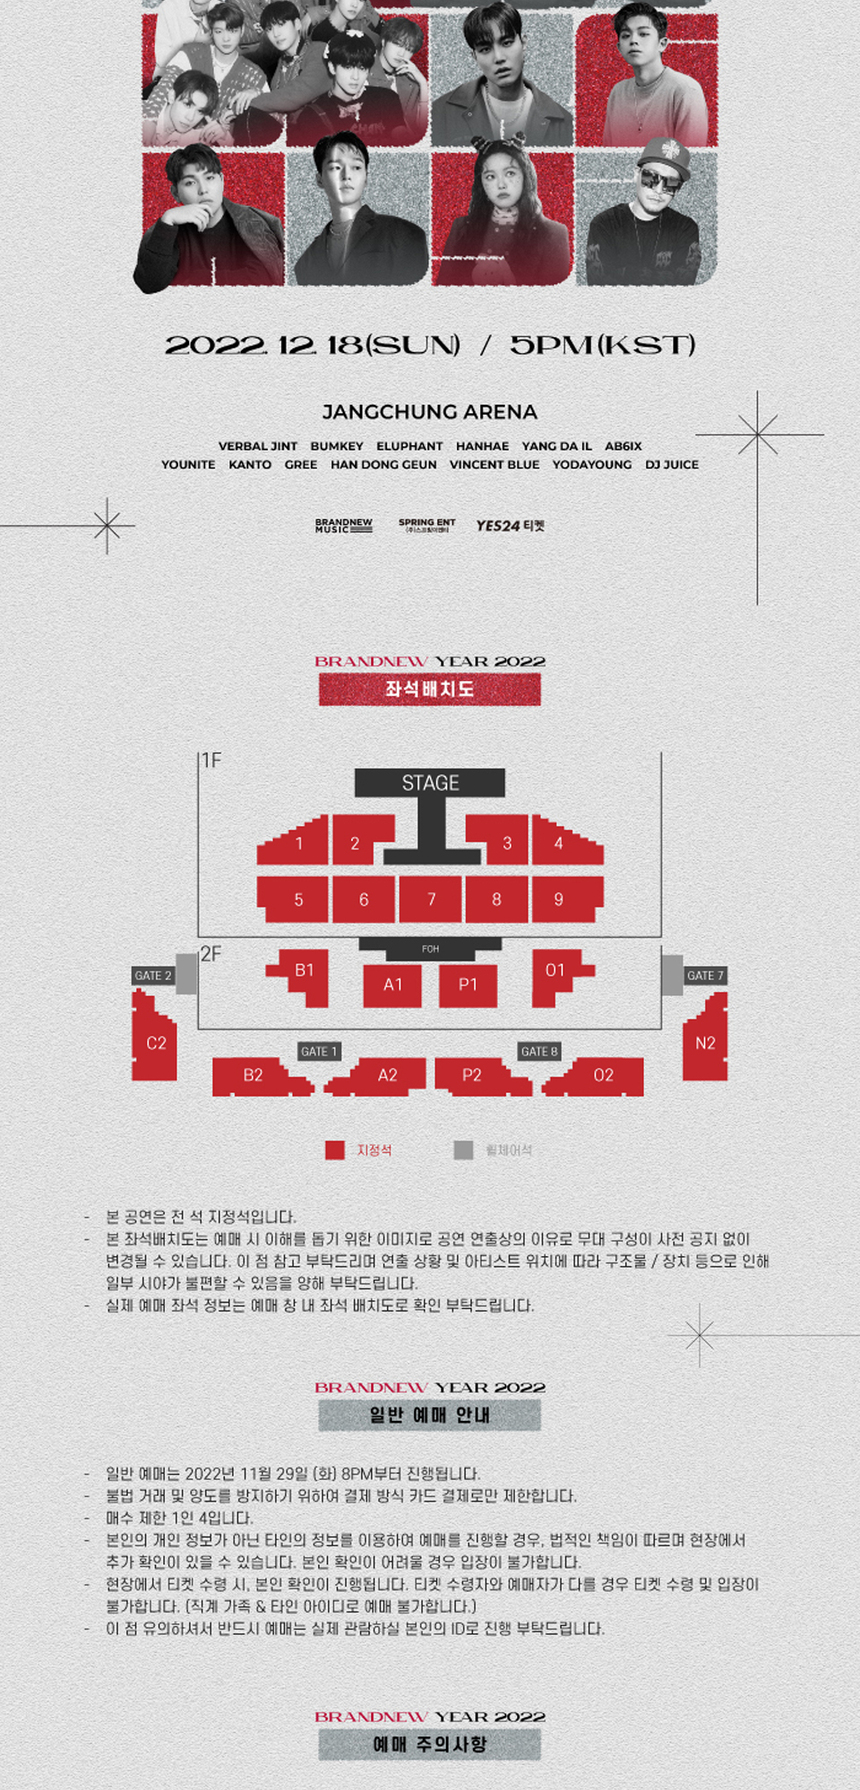 2022 12 18(SUN) / 5PM(KST)
JANGCHUNG ARENA
VERBAL JINT BUMKEY ELUPHANT HANHAE YANG DA IL AB6IX
YOUNITE KANTO GREE HAN DONG GEUN VINCENT BLUE YODAYOUNG DJ JUICE
BRANDNEW MUSIC
SPRING ENT
(주)스프링이엔티
YES24 티켓
BRANDNEW YEAR 2022
좌석배치도
1F
STAGE
1 2 3 4
5 6 7 8 9
FOH
2F
B1 A1 P1 O1
GATE 2 GATE 7
C2 N2
GATE 1 GATE 8
B2 A2 P2 O2
지정석 휠체어석
- 본 공연은 전 석 지정석입니다.
- 본 좌석배치도는 예매 시 이해를 돕기 위한 이미지로 공연 연출상의 이유로 무대 구성이 사전 공지 없이
변경될 수 있습니다. 이 점 참고 부탁드리며 연출 상황 및 아티스트 위치에 따라 구조물 / 장치 등으로 인해
일부 시야가 불편할 수 있음을 양해 부탁드립니다.
- 실제 예매 좌석 정보는 예매 창 내 좌석 배치도로 확인 부탁드립니다.
BRANDNEW YEAR 2022
일반 예매 안내
- 일반 예매는 2022년 11월 29일 (화) 8PM부터 진행됩니다.
- 불법 거래 및 양도를 방지하기 위하여 결제 방식 카드 결제로만 제한합니다.
- 매수 제한 1인 4입니다.
- 본인의 개인 정보가 아닌 타인의 정보를 이용하여 예매를 진행할 경우, 법적인 책임이 따르며 현장에서
추가 확인이 있을 수 있습니다. 본인 확인이 어려울 경우 입장이 불가합니다.
- 현장에서 티켓 수령 시, 본인 확인이 진행됩니다. 티켓 수령자와 예매자가 다를 경우 티켓 수령 및 입장이
불가합니다. (직계 가족 & 타인 아이디로 예매 불가합니다.)
- 이 점 유의하셔서 반드시 예매는 실제 관람하실 본인의 ID로 진행 부탁드립니다.
BRANDNEW YEAR 2022
예매 주의사항